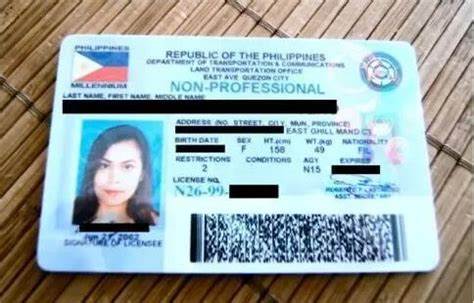 PHILIPPINES
REPUBLIC OF THE PHILIPPINES
DEPARTMENT OF TRANSPORTATION & COMMUNICATIONS
LAND TRANSPORTATION OFFICE
EAST AVE QUEZON CITY
MILLENNIUM
NON-PROFESSIONAL
LAST NAME, FIRST NAME, MIDDLE NAME
ADDRESS (NO. STREET, CITY, MUN, PROVINCE)
EAST GHILL MAND C
BIRTH DATE SEX HT(cm) WT.(kg) NATIONALITY
F 158 49 FIL
RESTRICTIONS CONDITIONS AGY EXPIRES
2 N15
LICENSE NO.
N26-99-
2002
SIGNATURE OF LICENSEE